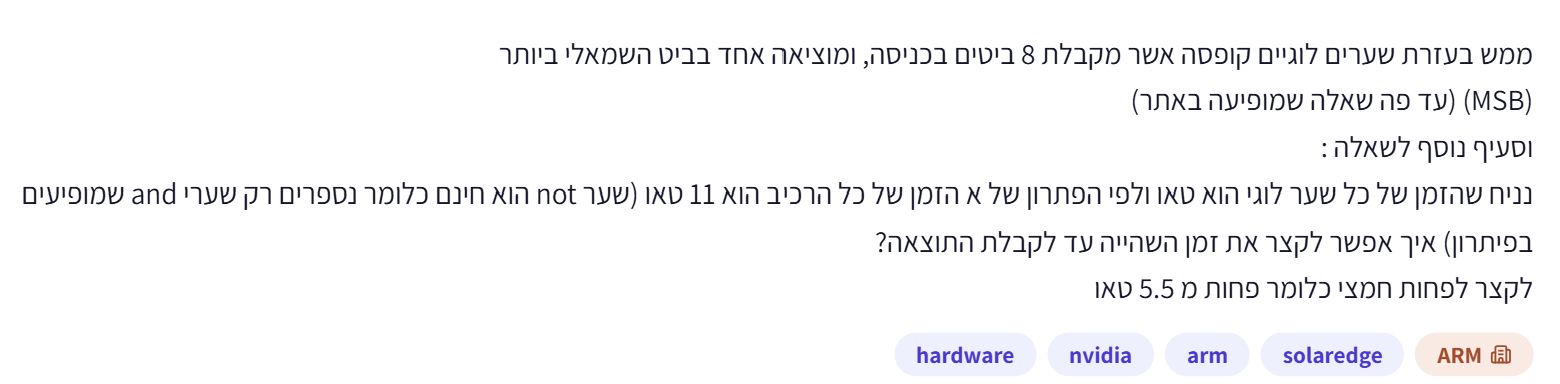 ממש בעזרת שערים לוגיים קופסה אשר מקבלת 8 ביטים בכניסה, ומוציאה אחד בביט השמאלי ביותר
(MSB) (עד פה שאלה שמופיעה באתר)
וסעיף נוסף לשאלה :
נניח שהזמן של כל שער לוגי הוא טאו ולפי הפתרון של א הזמן של כל הרכיב הוא 11 טאו (שער not הוא חינם כלומר נספרים רק שערי and שמופיעים
בפיתרון) איך אפשר לקצר את זמן השהייה עד לקבלת התוצאה?
לקצר לפחות חמצי כלומר פחות מ 5.5 טאו
ARM solaredge arm nvidia hardware